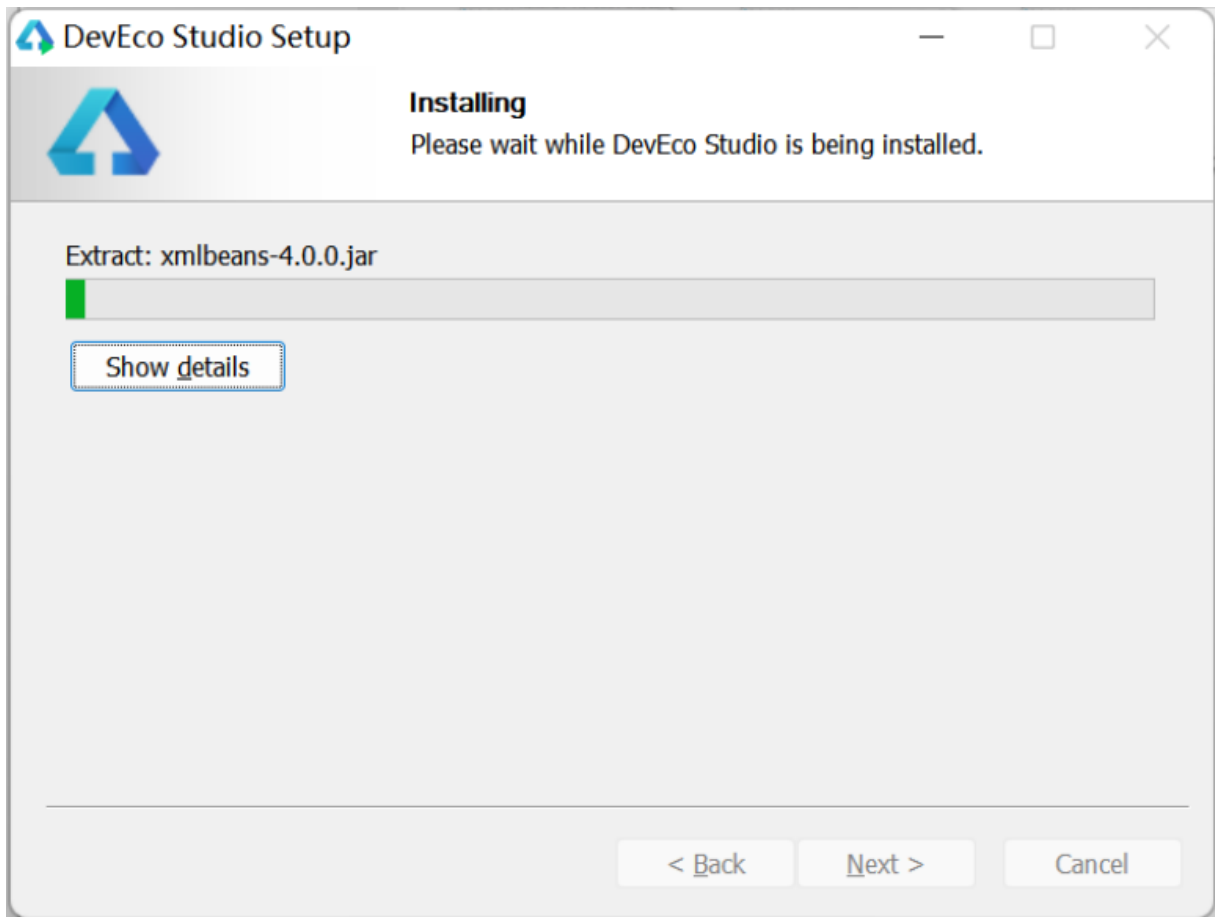 DevEco Studio Setup
Installing
Please wait while DevEco Studio is being installed.
Extract: xmlbeans-4.0.0.jar
Show details
< Back
Next >
Cancel